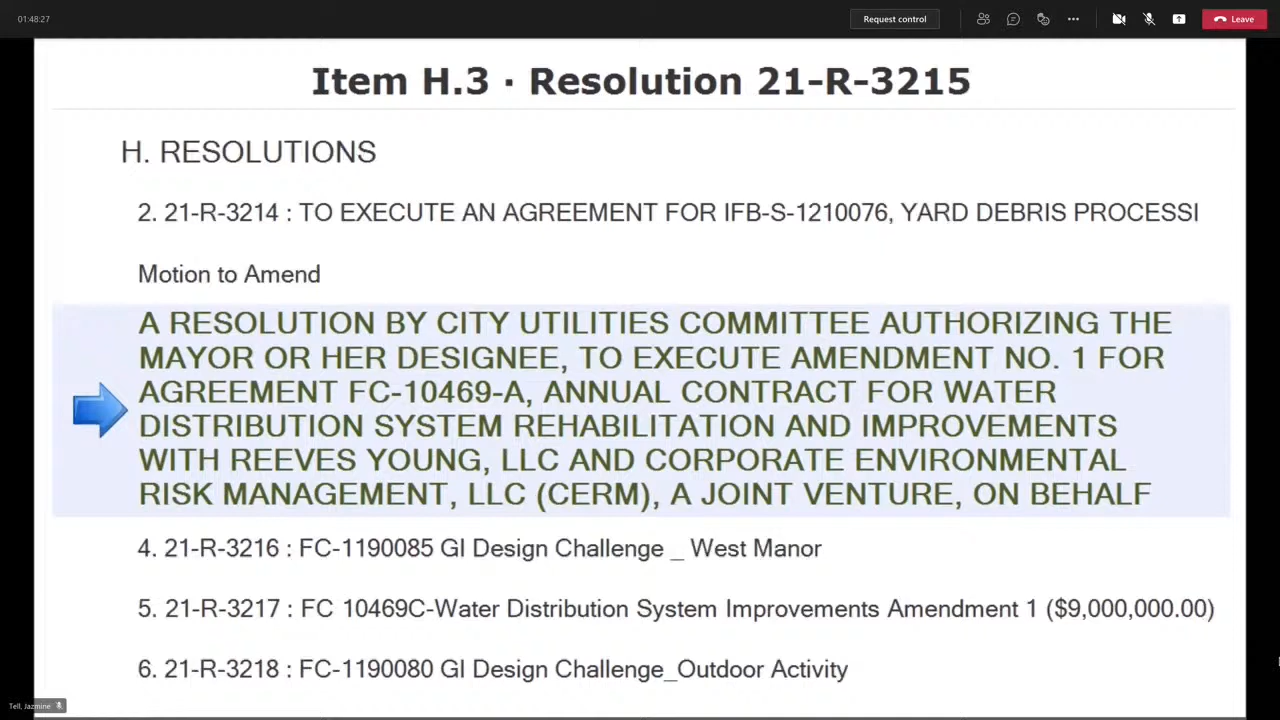 01:48:27
Request control
Leave
Item H.3 · Resolution 21-R-3215
H. RESOLUTIONS
2. 21-R-3214 : TO EXECUTE AN AGREEMENT FOR IFB-S-1210076, YARD DEBRIS PROCESSI
Motion to Amend
A RESOLUTION BY CITY UTILITIES COMMITTEE AUTHORIZING THE
MAYOR OR HER DESIGNEE, TO EXECUTE AMENDMENT NO. 1 FOR
AGREEMENT FC-10469-A, ANNUAL CONTRACT FOR WATER
DISTRIBUTION SYSTEM REHABILITATION AND IMPROVEMENTS
WITH REEVES YOUNG, LLC AND CORPORATE ENVIRONMENTAL
RISK MANAGEMENT, LLC (CERM), A JOINT VENTURE, ON BEHALF
4. 21-R-3216 : FC-1190085 GI Design Challenge _ West Manor
5. 21-R-3217 : FC 10469C-Water Distribution System Improvements Amendment 1 ($9,000,000.00)
6. 21-R-3218 : FC-1190080 GI Design Challenge_Outdoor Activity
Tell, Jazmine